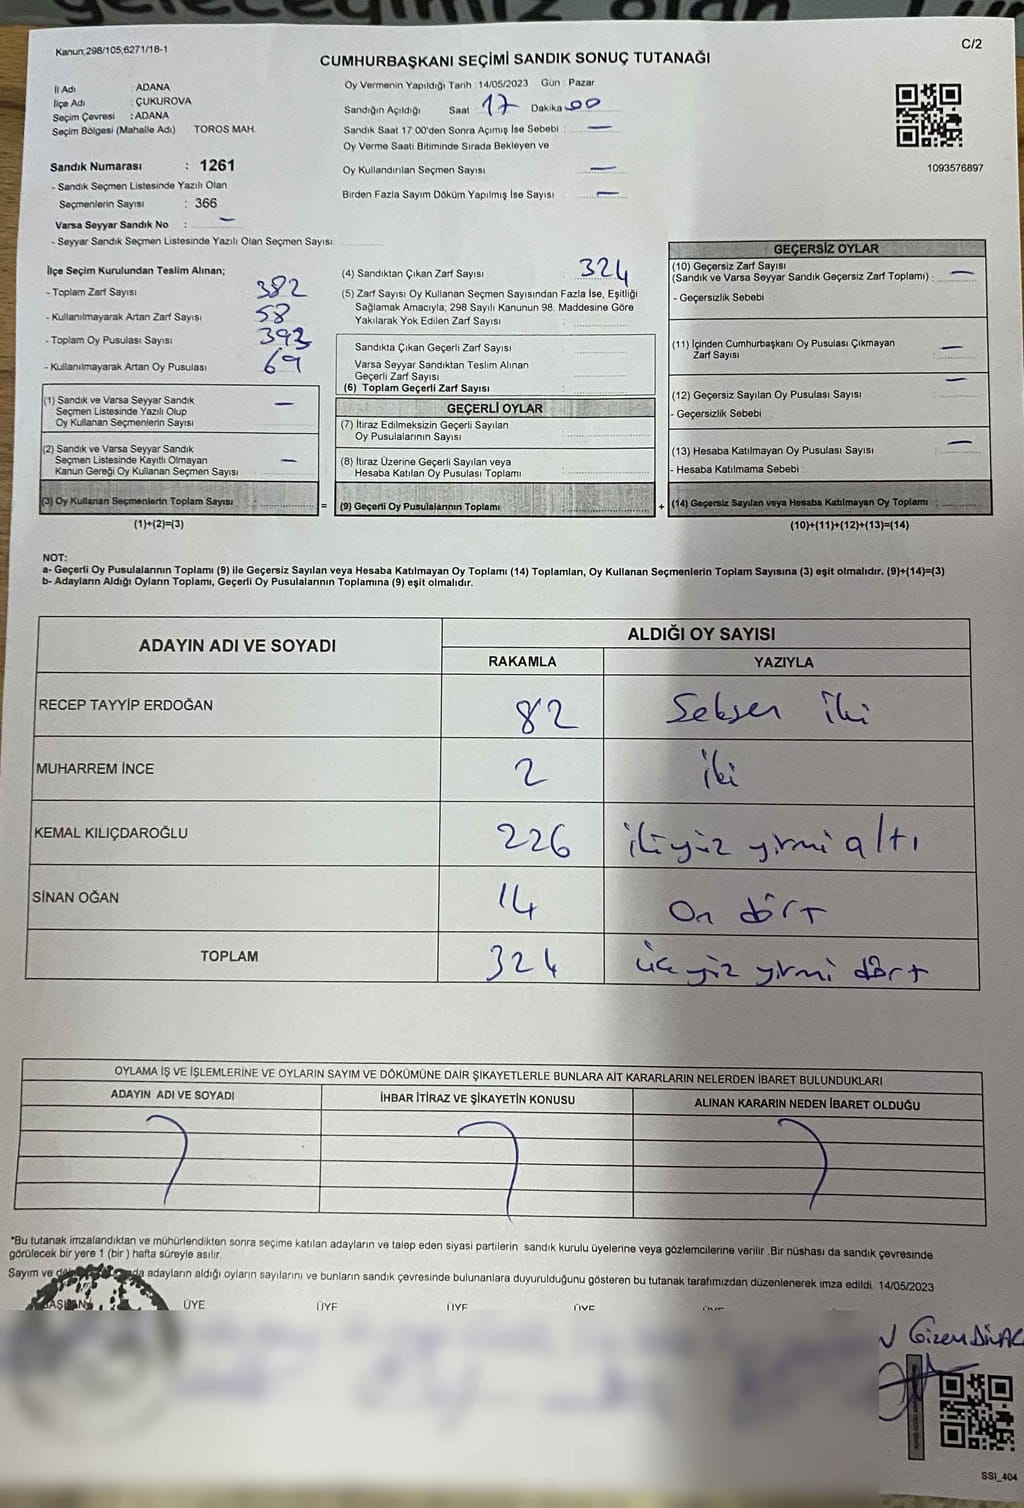 Kanun;298/105;6271/18-1
C/2
CUMHURBAŞKANI SEÇİMİ SANDIK SONUÇ TUTANAĞI
İl Adı : ADANA
İlçe Adı : ÇUKUROVA
Seçim Çevresi : ADANA
Seçim Bölgesi (Mahalle Adı) : TOROS MAH.
Oy Vermenin Yapıldığı Tarih : 14/05/2023 Gün : Pazar
Sandığın Açıldığı Saat : 17 Dakika 00
Sandık Saat 17:00'den Sonra Açımış İse Sebebi : —
Oy Verme Saati Bitiminde Sırada Bekleyen ve
Oy Kullandırılan Seçmen Sayısı : —
Birden Fazla Sayım Döküm Yapılmış İse Sayısı : —
1093576897
Sandık Numarası : 1261
- Sandık Seçmen Listesinde Yazılı Olan
Seçmenlerin Sayısı : 366
Varsa Seyyar Sandık No : —
- Seyyar Sandık Seçmen Listesinde Yazılı Olan Seçmen Sayısı:
İlçe Seçim Kurulundan Teslim Alınan;
- Toplam Zarf Sayısı 382
- Kullanılmayarak Artan Zarf Sayısı 58
- Toplam Oy Pusulası Sayısı 393
- Kullanılmayarak Artan Oy Pusulası 69
(1) Sandık ve Varsa Seyyar Sandık
Seçmen Listesinde Yazılı Olup
Oy Kullanan Seçmenlerin Sayısı : —
(2) Sandık ve Varsa Seyyar Sandık
Seçmen Listesinde Kayıtlı Olmayan
Kanun Gereği Oy Kullanan Seçmen Sayısı : —
(3) Oy Kullanan Seçmenlerin Toplam Sayısı :
(1)+(2)=(3)
(4) Sandıktan Çıkan Zarf Sayısı : 324
(5) Zarf Sayısı Oy Kullanan Seçmen Sayısından Fazla İse, Eşitliği
Sağlamak Amacıyla; 298 Sayılı Kanunun 98. Maddesine Göre
Yakılarak Yok Edilen Zarf Sayısı :
Sandıkta Çıkan Geçerli Zarf Sayısı :
Varsa Seyyar Sandıktan Teslim Alınan
Geçerli Zarf Sayısı :
(6) Toplam Geçerli Zarf Sayısı :
=
GEÇERLİ OYLAR
(7) İtiraz Edilmeksizin Geçerli Sayılan
Oy Pusulalarının Sayısı :
(8) İtiraz Üzerine Geçerli Sayılan veya
Hesaba Katılan Oy Pusulası Toplamı :
(9) Geçerli Oy Pusulalarının Toplamı :
+
GEÇERSİZ OYLAR
(10) Geçersiz Zarf Sayısı
(Sandık ve Varsa Seyyar Sandık Geçersiz Zarf Toplamı) : —
- Geçersizlik Sebebi :
(11) İçinden Cumhurbaşkanı Oy Pusulası Çıkmayan
Zarf Sayısı : —
(12) Geçersiz Sayılan Oy Pusulası Sayısı : —
- Geçersizlik Sebebi :
(13) Hesaba Katılmayan Oy Pusulası Sayısı : —
- Hesaba Katılmama Sebebi :
(14) Geçersiz Sayılan veya Hesaba Katılmayan Oy Toplamı :
(10)+(11)+(12)+(13)=(14)
NOT:
a- Geçerli Oy Pusulalarının Toplamı (9) ile Geçersiz Sayılan veya Hesaba Katılmayan Oy Toplamı (14) Toplamları, Oy Kullanan Seçmenlerin Toplam Sayısına (3) eşit olmalıdır. (9)+(14)=(3)
b- Adayların Aldığı Oyların Toplamı, Geçerli Oy Pusulalarının Toplamına (9) eşit olmalıdır.
ADAYIN ADI VE SOYADI
ALDIĞI OY SAYISI
RAKAMLA YAZIYLA
RECEP TAYYİP ERDOĞAN 82 Seksen iki
MUHARREM İNCE 2 iki
KEMAL KILIÇDAROĞLU 226 ikiyüz yirmi altı
SİNAN OĞAN 14 On dört
TOPLAM 324 üçyüz yirmi dört
OYLAMA İŞ VE İŞLEMLERİNE VE OYLARIN SAYIM VE DÖKÜMÜNE DAİR ŞİKAYETLERLE BUNLARA AİT KARARLARIN NELERDEN İBARET BULUNDUKLARI
ADAYIN ADI VE SOYADI İHBAR İTİRAZ VE ŞİKAYETİN KONUSU ALINAN KARARIN NEDEN İBARET OLDUĞU
*Bu tutanak imzalandıktan ve mühürlendikten sonra seçime katılan adayların ve talep eden siyasi partilerin sandık kurulu üyelerine veya gözlemcilerine verilir .Bir nüshası da sandık çevresinde
görülecek bir yere 1 (bir ) hafta süreyle asılır.
Sayım ve adayların aldığı oyların sayılarını ve bunların sandık çevresinde bulunanlara duyurulduğunu gösteren bu tutanak tarafımızdan düzenlenerek imza edildi. 14/05/2023
BAŞKAN ÜYE ÜYE ÜYE ÜYE ÜYE
Gizem DİNAÇ
SSI_404